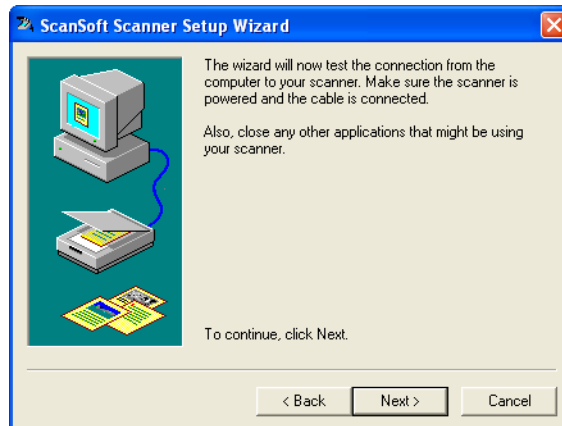 ScanSoft Scanner Setup Wizard
The wizard will now test the connection from the
computer to your scanner. Make sure the scanner is
powered and the cable is connected.
Also, close any other applications that might be using
your scanner.
To continue, click Next.
< Back
Next >
Cancel